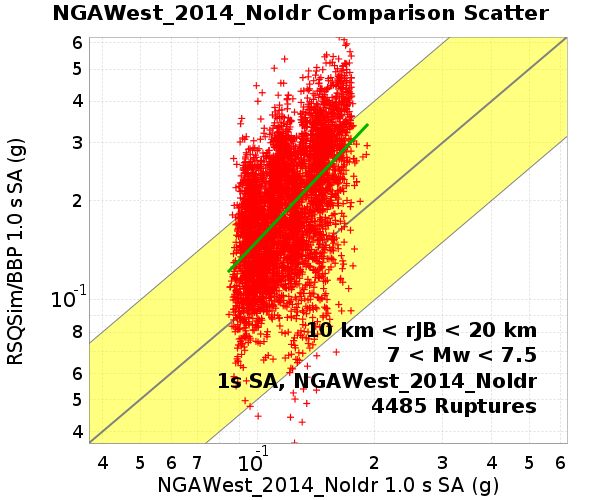 NGAWest_2014_NoIdr Comparison Scatter
6
5
4
3
2
10-1
8
6
5
4
RSQSim/BBP 1.0 s SA (g)
10 km < rJB < 20 km
7 < Mw < 7.5
1s SA, NGAWest_2014_NoIdr
4485 Ruptures
4 5 6 7 10-1 2 3 4 5 6
NGAWest_2014_NoIdr 1.0 s SA (g)